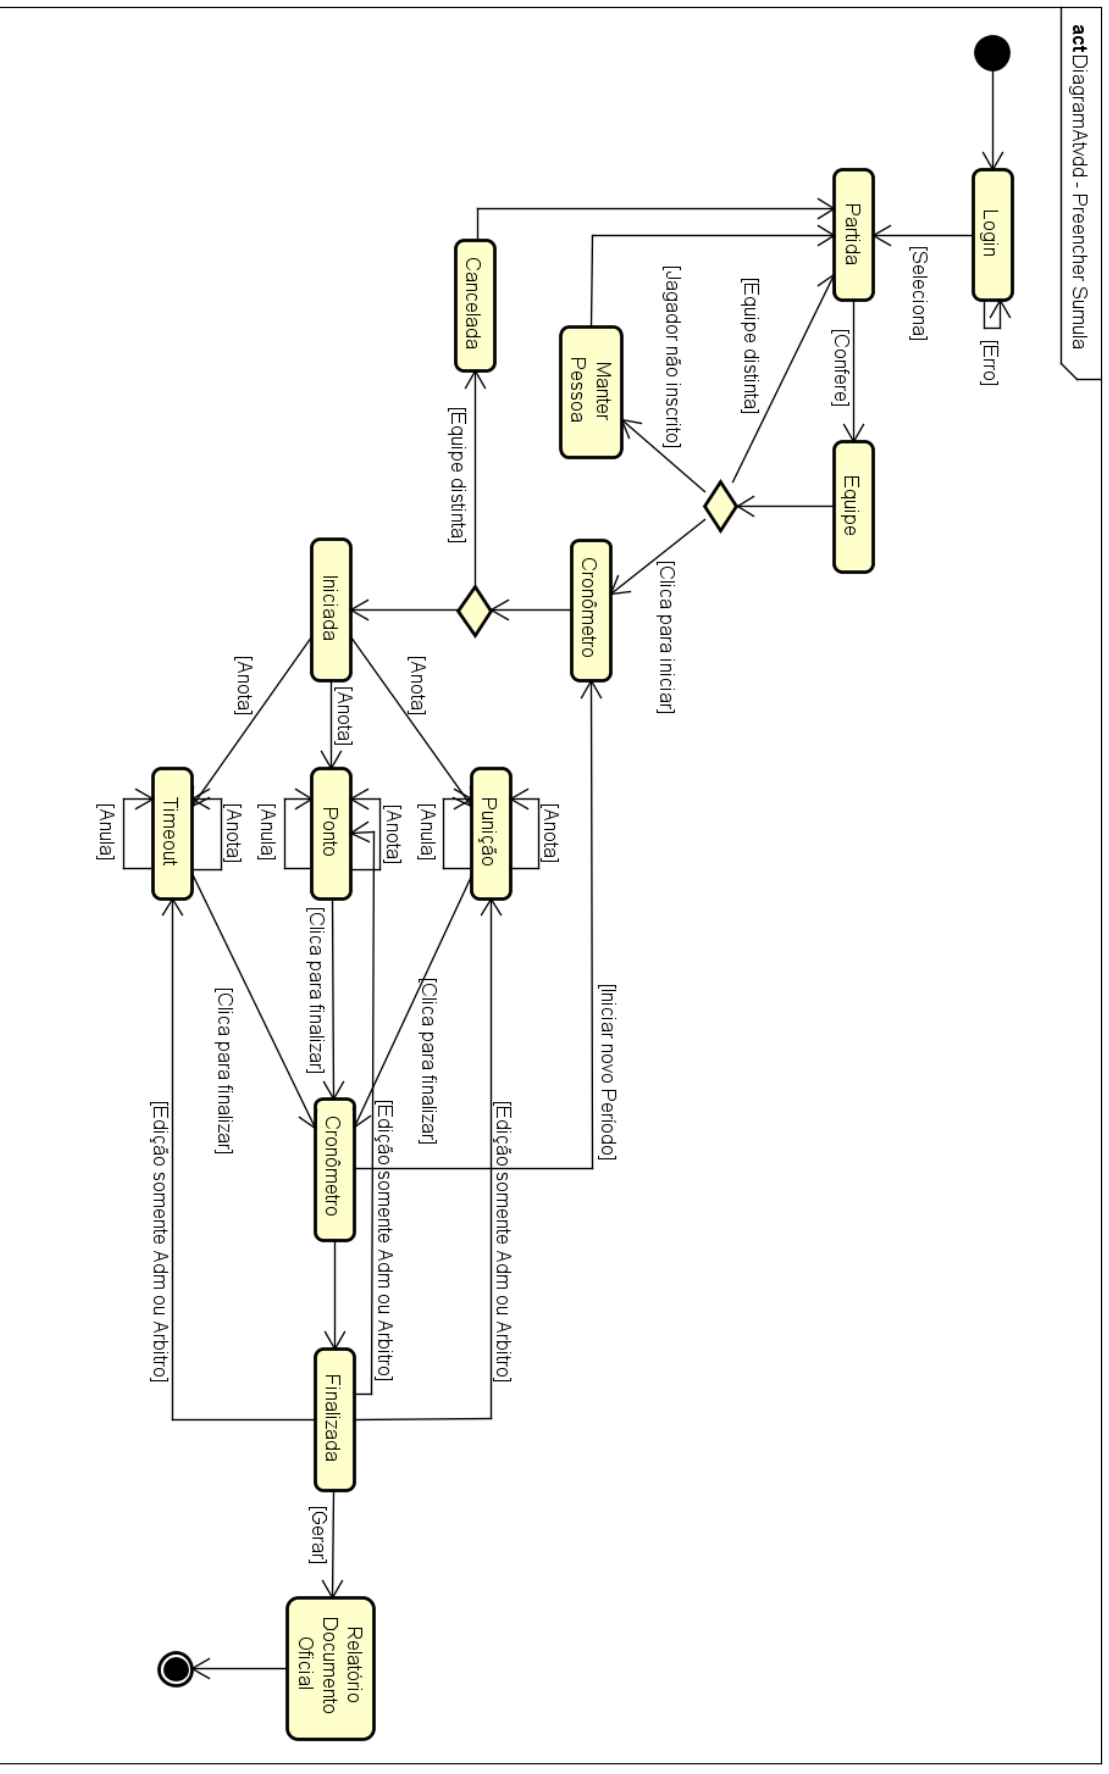 actDiagramAtvdd - Preencher Sumula
Login
[Erro]
[Seleciona]
Partida
[Confere]
Equipe
[Equipe distinta]
[Jagador não inscrito]
Manter
Pessoa
[Clica para iniciar]
Cronômetro
[Iniciar novo Período]
Cancelada
[Equipe distinta]
Iniciada
[Anota]
[Anota]
[Anota]
[Anota]
Punição
[Anula]
[Anota]
Ponto
[Anula]
[Anota]
Timeout
[Anula]
[Clica para finalizar]
[Clica para finalizar]
[Clica para finalizar]
Cronômetro
[Edição somente Adm ou Arbitro]
[Edição somente Adm ou Arbitro]
[Edição somente Adm ou Arbitro]
Finalizada
[Gerar]
Relatório
Documento
Oficial